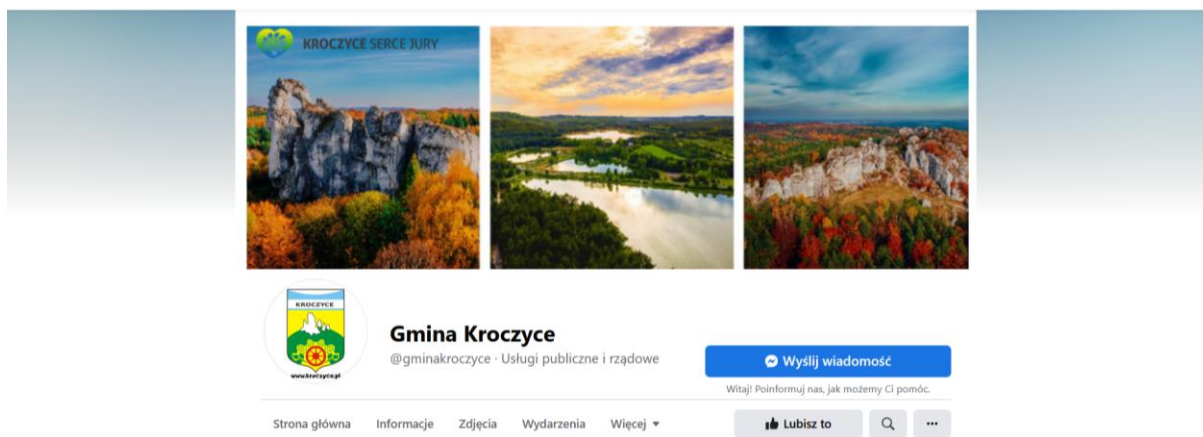 KROCZYCE SERCE JURY
KROCZYCE
www.kroczyce.pl
Gmina Kroczyce
@gminakroczyce · Usługi publiczne i rządowe
Wyślij wiadomość
Witaj! Poinformuj nas, jak możemy Ci pomóc.
Strona główna Informacje Zdjęcia Wydarzenia Więcej Lubisz to